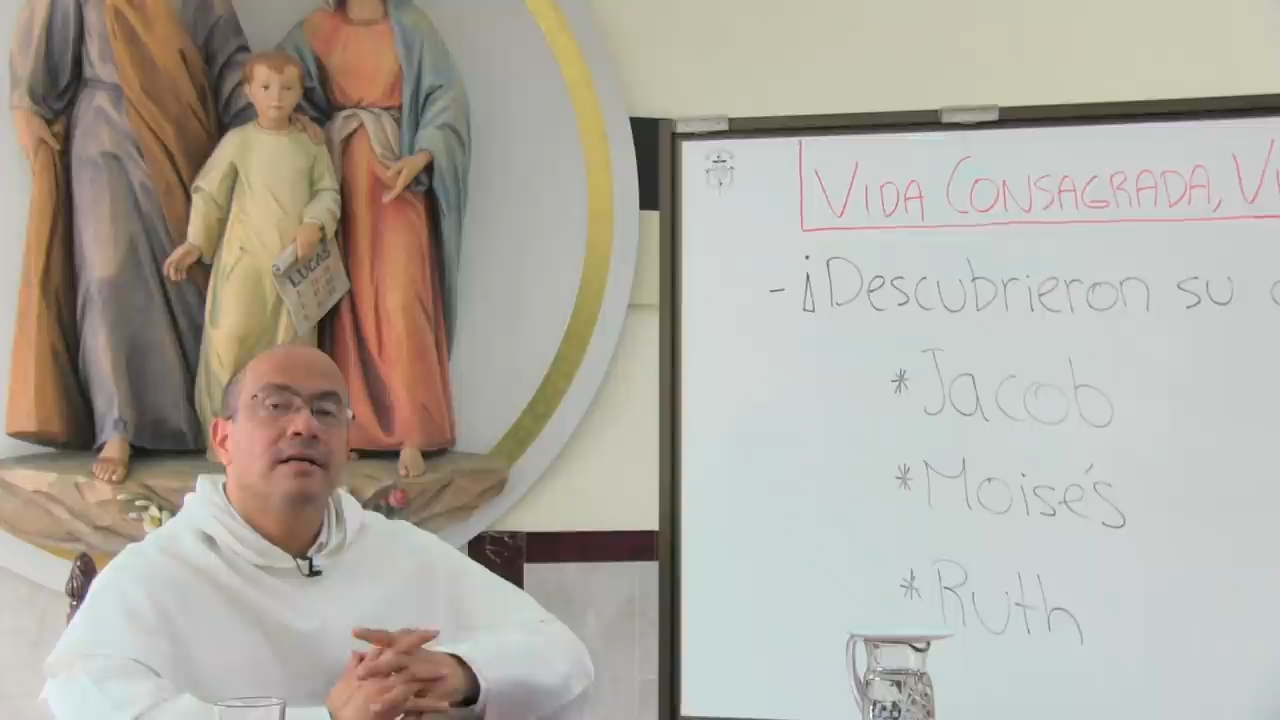 LUCAS
VIDA CONSAGRADA,
- ¡Descubrieron su
* Jacob
* Moisés
* Ruth